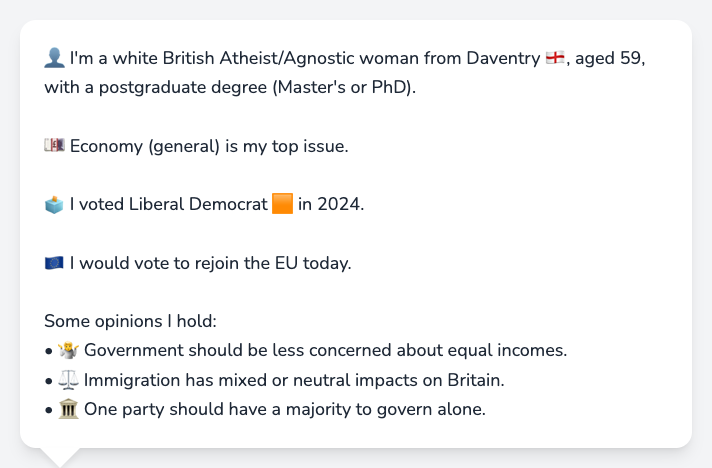 👤 I'm a white British Atheist/Agnostic woman from Daventry 🏴󠁧󠁢󠁥󠁮󠁧󠁿, aged 59,
with a postgraduate degree (Master's or PhD).
💷 Economy (general) is my top issue.
🗳️ I voted Liberal Democrat 🟧 in 2024.
🇪🇺 I would vote to rejoin the EU today.
Some opinions I hold:
• 🤷 Government should be less concerned about equal incomes.
• ⚖️ Immigration has mixed or neutral impacts on Britain.
• 🏛️ One party should have a majority to govern alone.